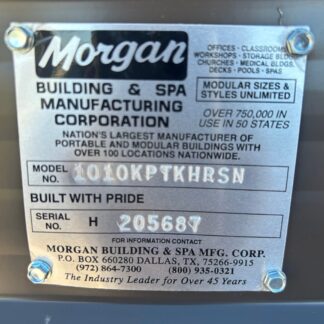 Morgan
OFFICES - CLASSROOMS
WORKSHOPS - STORAGE BLDG
CHURCHES - MEDICAL BLDGS.
DECKS - POOLS - SPAS
BUILDING & SPA
MANUFACTURING
CORPORATION
MODULAR SIZES &
STYLES UNLIMITED
OVER 750,000 IN
USE IN 50 STATES
NATION'S LARGEST MANUFACTURER OF
PORTABLE AND MODULAR BUILDINGS WITH
OVER 100 LOCATIONS NATIONWIDE.
MODEL NO. 1010KPTKHRSN
BUILT WITH PRIDE
SERIAL NO. H 205687
FOR INFORMATION CONTACT
MORGAN BUILDING & SPA MFG. CORP.
P.O. BOX 660280 DALLAS, TX, 75266-9915
(972) 864-7300 (800) 935-0321
The Industry Leader for Over 45 Years